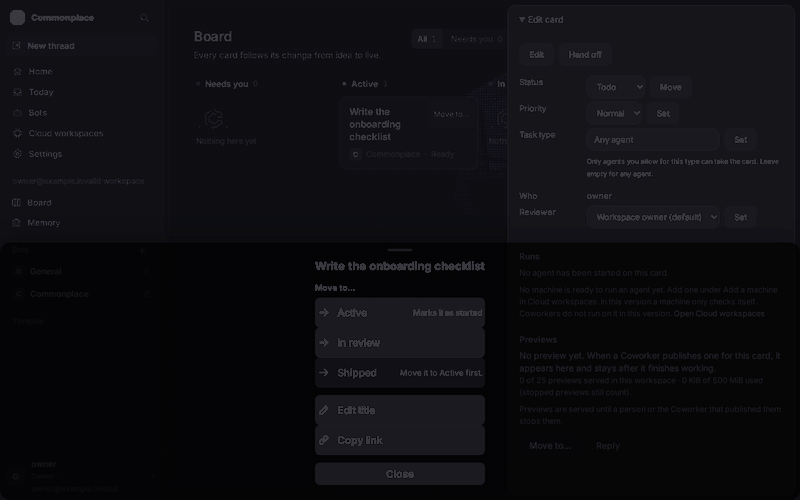 Commonplace
New thread
Home
Today
Cloud workspaces
Settings
owner@example.invalid workspace
Board
Memory
General
Commonplace
owner
Board
Every card follows its change from idea to live.
All 1
Needs you 0
Needs you 0
Nothing here yet
Active
Write the onboarding checklist
Move to...
Commonplace · Ready
Edit card
Edit
Hand off
Status
Todo
Move
Priority
Normal
Set
Task type
Any agent
Set
Only agents you allow for this type can take the card. Leave
empty for any agent.
Who
owner
Reviewer
Workspace owner (default)
Set
Runs
No agent has been started on this card.
No machine is ready to run an agent yet. Add one under Add a machine
in Cloud workspaces. In this version a machine only checks itself.
Coworkers do not run on it in this version. Open Cloud workspaces
Previews
No preview yet. When a Coworker publishes one for this card, it
appears here and stays after it finishes working.
0 of 25 previews served in this workspace · 0 KiB of 500 MiB used
(stopped previews still count)
Previews are served until a person or the Coworker that published them
stops them.
Move to...
Reply
Write the onboarding checklist
Move to...
Active
Marks it as started
In review
Shipped
Move it to Active first.
Edit title
Copy link
Close